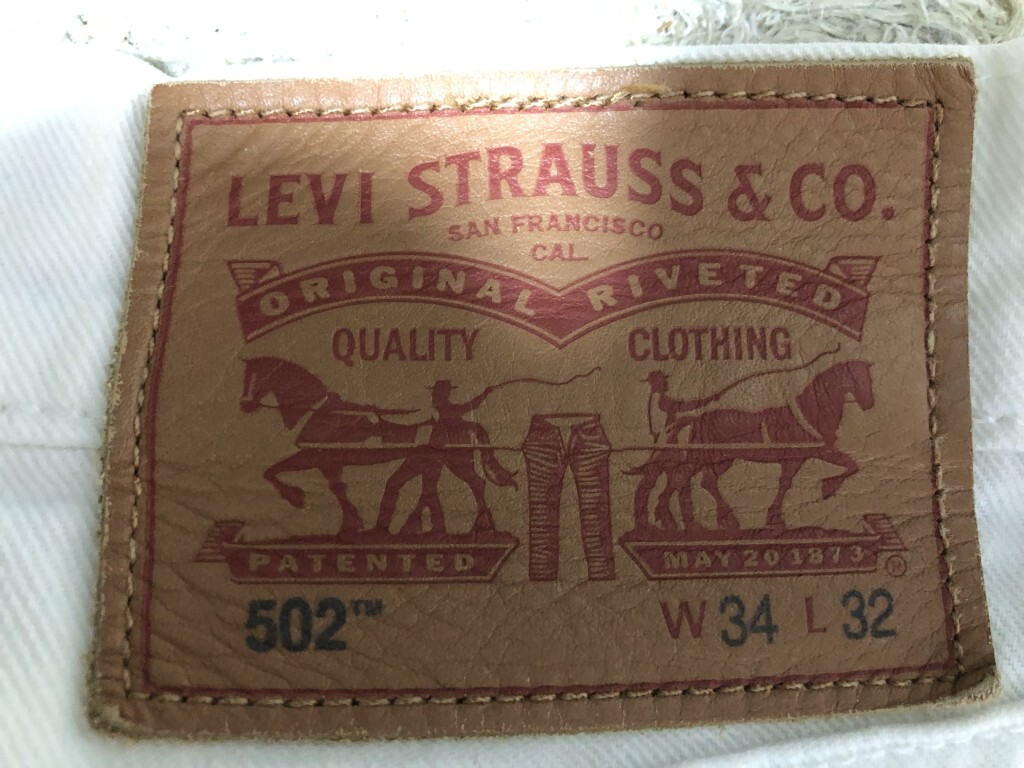 LEVI STRAUSS & CO.
SAN FRANCISCO
CAL.
ORIGINAL RIVETED
QUALITY CLOTHING
PATENTED MAY 20 1873 ®
502™ W 34 L 32